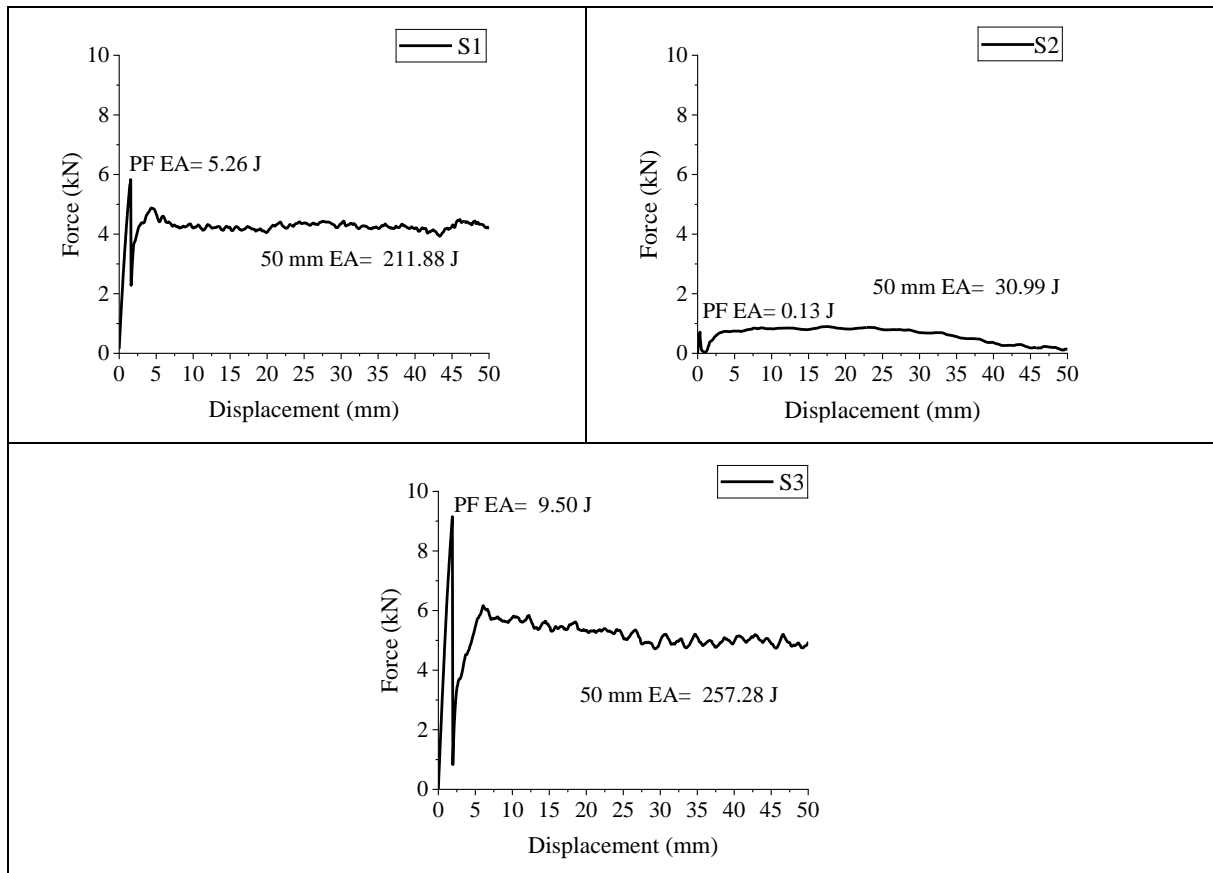 S1
10
8
6
4
2
0
Force (kN)
PF EA= 5.26 J
50 mm EA=  211.88 J
0 5 10 15 20 25 30 35 40 45 50
Displacement (mm)
S2
10
8
6
4
2
0
Force (kN)
50 mm EA=  30.99 J
PF EA= 0.13 J
0 5 10 15 20 25 30 35 40 45 50
Displacement (mm)
S3
10
8
6
4
2
0
Force (kN)
PF EA=  9.50 J
50 mm EA=  257.28 J
0 5 10 15 20 25 30 35 40 45 50
Displacement (mm)